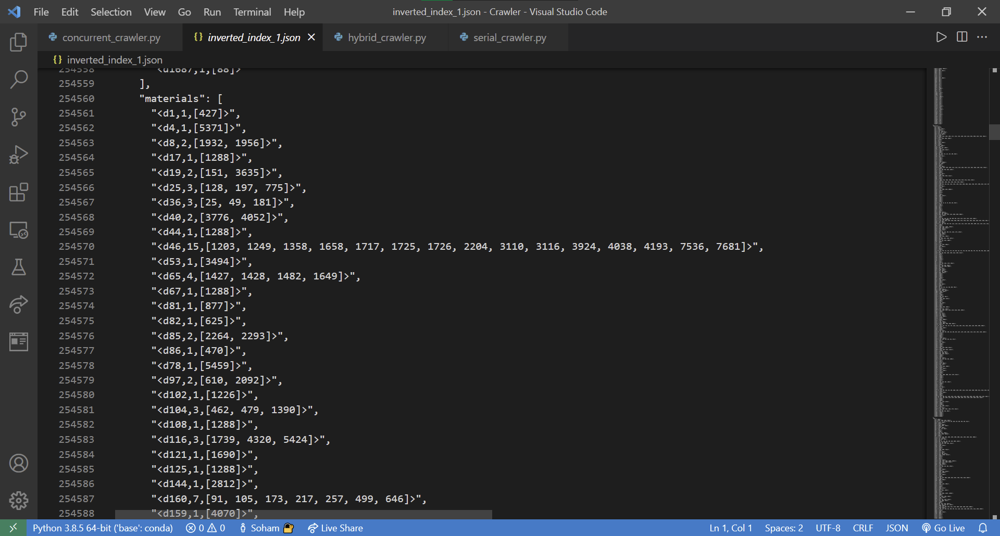 File Edit Selection View Go Run Terminal Help inverted_index_1.json - Crawler - Visual Studio Code
concurrent_crawler.py {} inverted_index_1.json hybrid_crawler.py serial_crawler.py
{} inverted_index_1.json
254558 "<d1687,1,[88]>"
254559 ],
254560 "materials": [
254561 "<d1,1,[427]>",
254562 "<d4,1,[5371]>",
254563 "<d8,2,[1932, 1956]>",
254564 "<d17,1,[1288]>",
254565 "<d19,2,[151, 3635]>",
254566 "<d25,3,[128, 197, 775]>",
254567 "<d36,3,[25, 49, 181]>",
254568 "<d40,2,[3776, 4052]>",
254569 "<d44,1,[1288]>",
254570 "<d46,15,[1203, 1249, 1358, 1658, 1717, 1725, 1726, 2204, 3110, 3116, 3924, 4038, 4193, 7536, 7681]>",
254571 "<d53,1,[3494]>",
254572 "<d65,4,[1427, 1428, 1482, 1649]>",
254573 "<d67,1,[1288]>",
254574 "<d81,1,[877]>",
254575 "<d82,1,[625]>",
254576 "<d85,2,[2264, 2293]>",
254577 "<d86,1,[470]>",
254578 "<d78,1,[5459]>",
254579 "<d97,2,[610, 2092]>",
254580 "<d102,1,[1226]>",
254581 "<d104,3,[462, 479, 1390]>",
254582 "<d108,1,[1288]>",
254583 "<d116,3,[1739, 4320, 5424]>",
254584 "<d121,1,[1690]>",
254585 "<d125,1,[1288]>",
254586 "<d144,1,[2812]>",
254587 "<d160,7,[91, 105, 173, 217, 257, 499, 646]>",
254588 "<d159,1,[4070]>",
Python 3.8.5 64-bit ('base': conda) 0 0 Soham Live Share Ln 1, Col 1 Spaces: 2 UTF-8 CRLF JSON Go Live